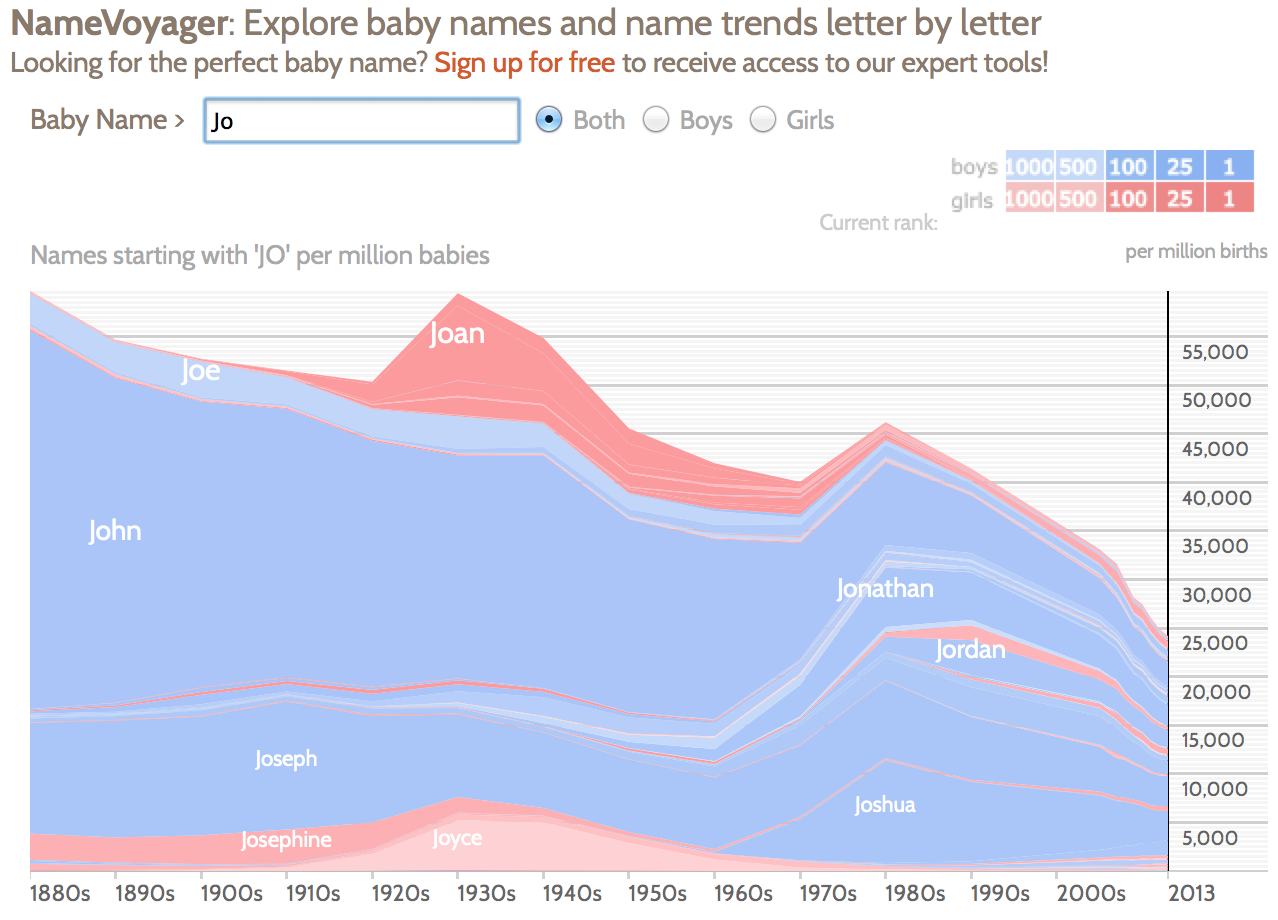 NameVoyager: Explore baby names and name trends letter by letter
Looking for the perfect baby name? Sign up for free to receive access to our expert tools!
Baby Name > Jo Both Boys Girls
boys 1000 500 100 25 1
girls 1000 500 100 25 1
Current rank:
Names starting with 'JO' per million babies
per million births
Joan
55,000
Joe
50,000
45,000
40,000
John
35,000
Jonathan
30,000
25,000
Jordan
20,000
15,000
Joseph
10,000
Joshua
Josephine
Joyce
5,000
1880s 1890s 1900s 1910s 1920s 1930s 1940s 1950s 1960s 1970s 1980s 1990s 2000s 2013